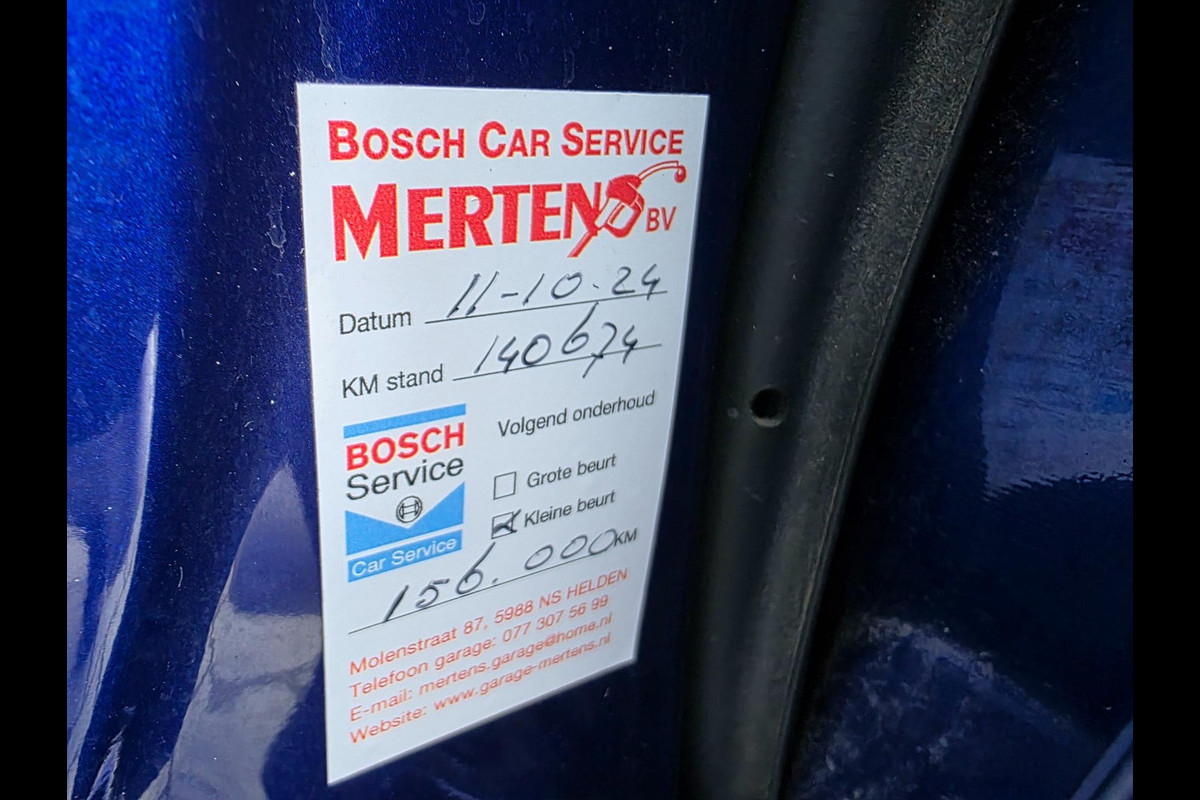 BOSCH CAR SERVICE
MERTENS BV
Datum 11-10-24
KM stand 140674
BOSCH
Service
Car Service
Volgend onderhoud
Grote beurt
Kleine beurt
156.000 KM
Molenstraat 87, 5988 NS HELDEN
Telefoon garage: 077 307 56 99
E-mail: mertens.garage@home.nl
Website: www.garage-mertens.nl